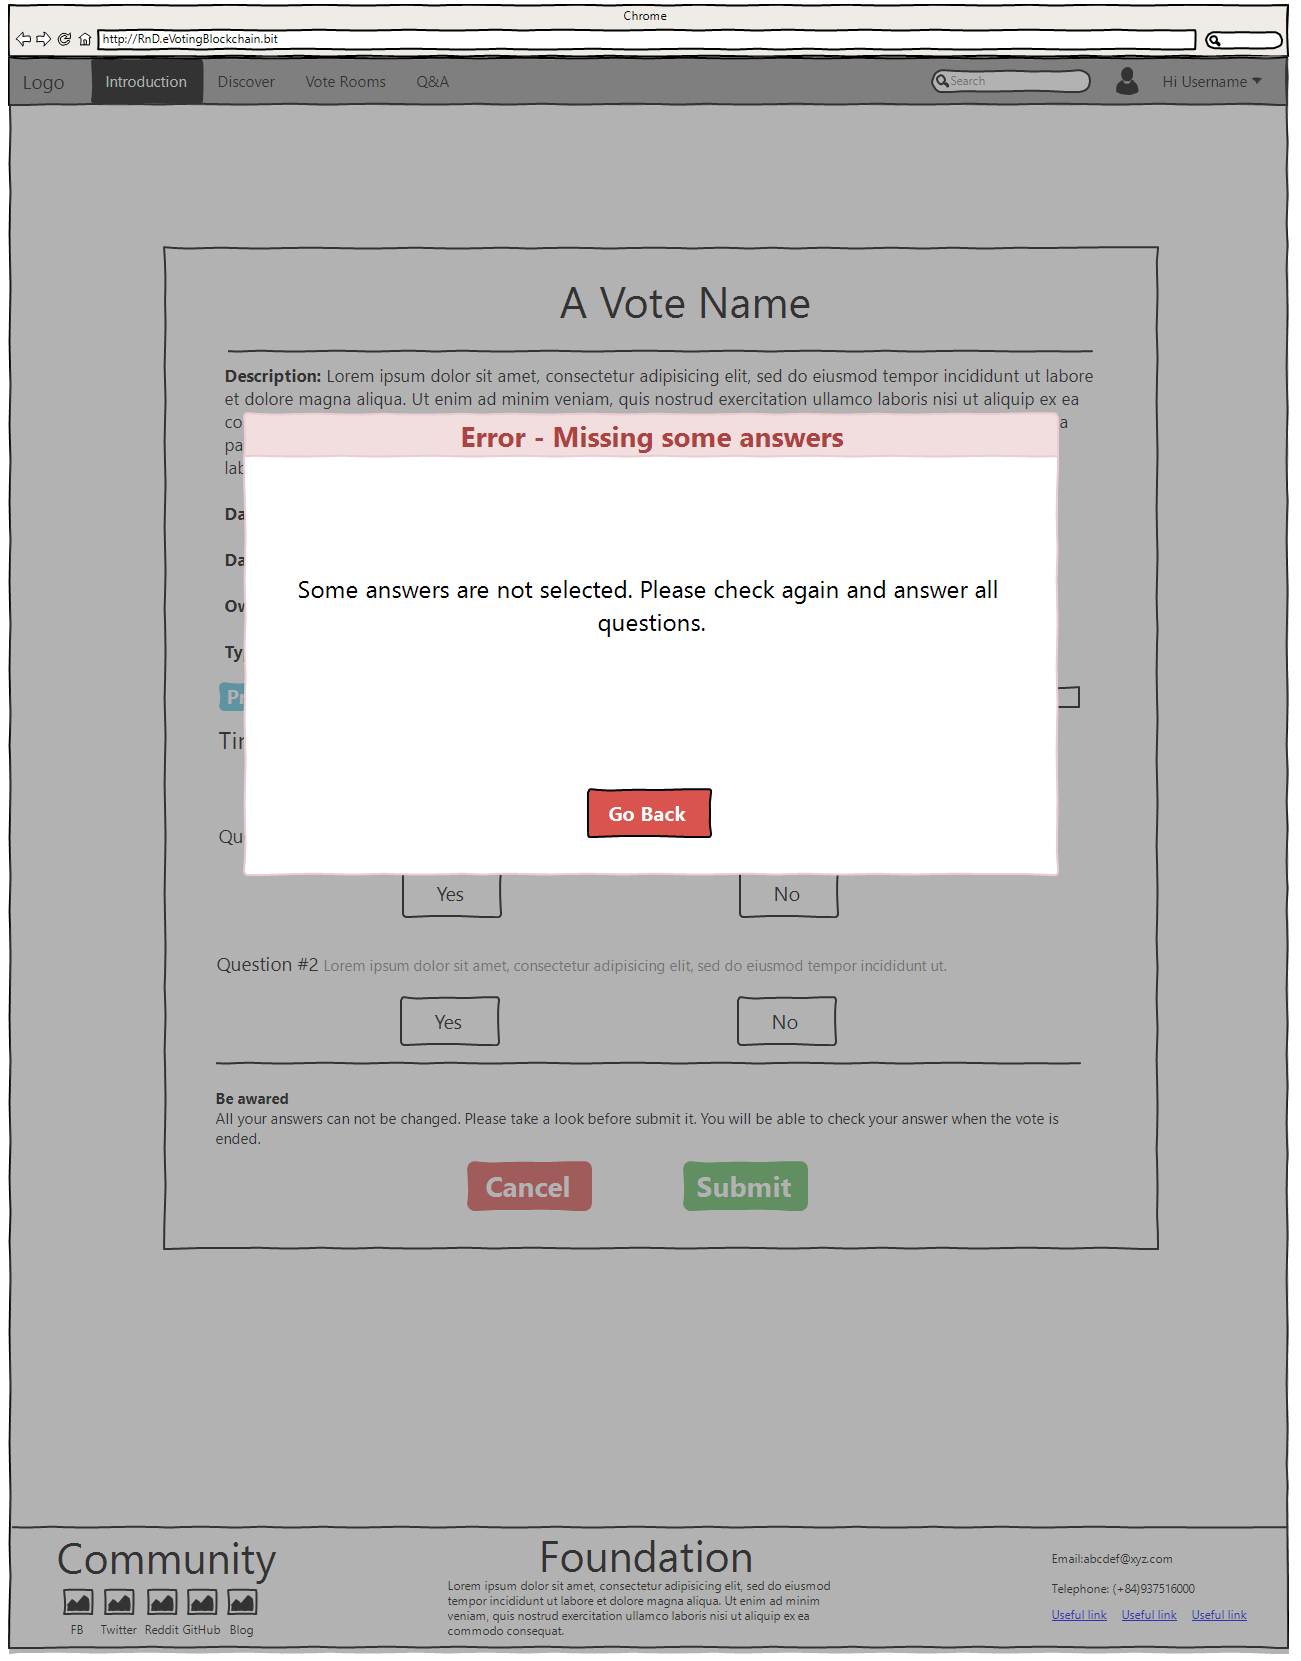 Chrome
http://RnD.eVotingBlockchain.bit
Logo Introduction Discover Vote Rooms Q&A Search Hi Username
A Vote Name
Description: Lorem ipsum dolor sit amet, consectetur adipisicing elit, sed do eiusmod tempor incididunt ut labore
et dolore magna aliqua. Ut enim ad minim veniam, quis nostrud exercitation ullamco laboris nisi ut aliquip ex ea
Error - Missing some answers
Some answers are not selected. Please check again and answer all
questions.
Go Back
Yes No
Question #2 Lorem ipsum dolor sit amet, consectetur adipisicing elit, sed do eiusmod tempor incididunt ut.
Yes No
Be awared
All your answers can not be changed. Please take a look before submit it. You will be able to check your answer when the vote is
ended.
Cancel Submit
Community
FB Twitter Reddit GitHub Blog
Foundation
Lorem ipsum dolor sit amet, consectetur adipisicing elit, sed do eiusmod
tempor incididunt ut labore et dolore magna aliqua. Ut enim ad minim
veniam, quis nostrud exercitation ullamco laboris nisi ut aliquip ex ea
commodo consequat.
Email:abcdef@xyz.com
Telephone: (+84)937516000
Useful link Useful link Useful link